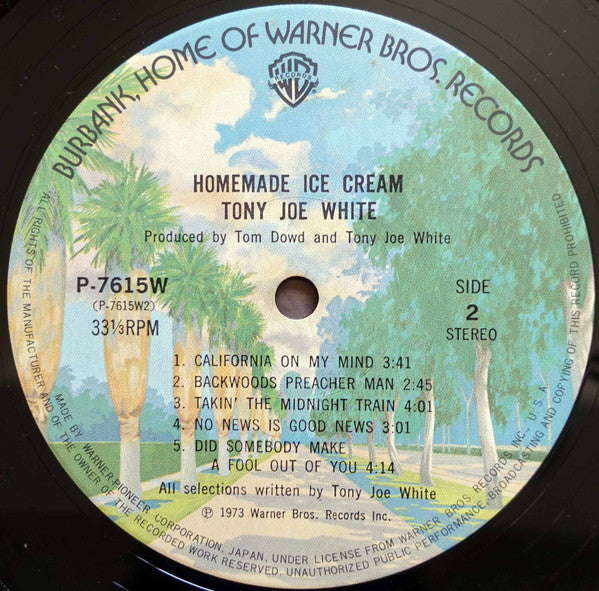 BURBANK, HOME OF WARNER BROS. RECORDS
WB
RECORDS
HOMEMADE ICE CREAM
TONY JOE WHITE
Produced by Tom Dowd and Tony Joe White
P-7615W
(P-7615W2)
33⅓RPM
SIDE
2
STEREO
1. CALIFORNIA ON MY MIND 3:41
2. BACKWOODS PREACHER MAN 2:45
3. TAKIN' THE MIDNIGHT TRAIN 4:01
4. NO NEWS IS GOOD NEWS 3:01
5. DID SOMEBODY MAKE
A FOOL OUT OF YOU 4:14
All selections written by Tony Joe White
℗ 1973 Warner Bros. Records Inc.
MADE BY WARNER-PIONEER CORPORATION, JAPAN, UNDER LICENSE FROM WARNER BROS. RECORDS INC., U.S.A.
ALL RIGHTS OF THE MANUFACTURER AND OF THE OWNER OF THE RECORDED WORK RESERVED. UNAUTHORIZED PUBLIC PERFORMANCE, BROADCASTING AND COPYING OF THIS RECORD PROHIBITED